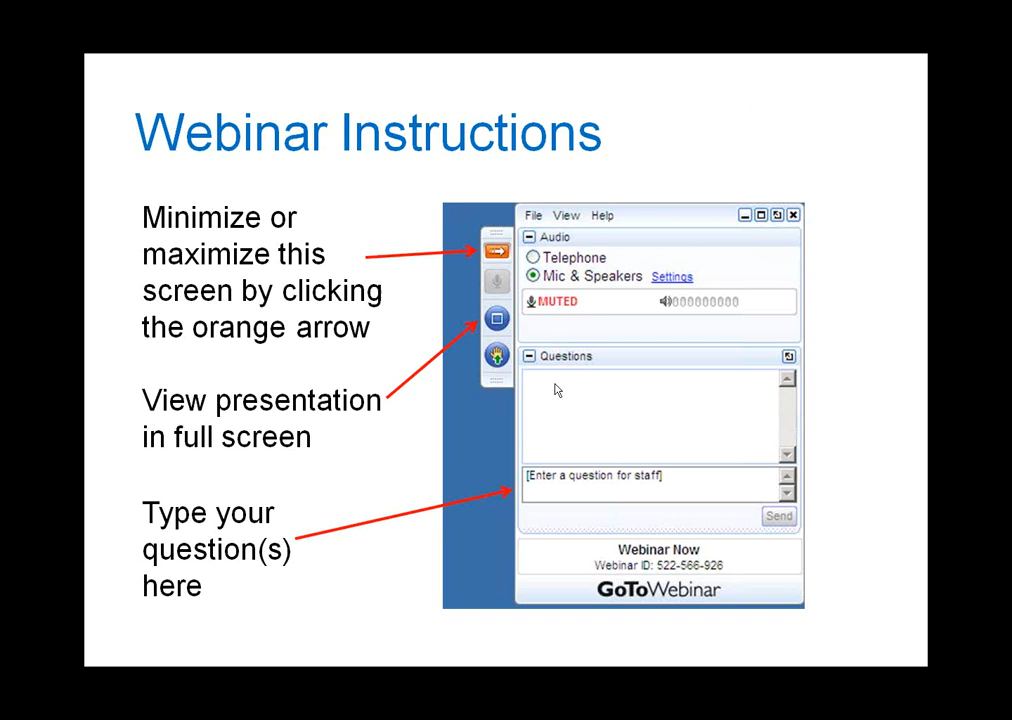 Webinar Instructions
Minimize or
maximize this
screen by clicking
the orange arrow
View presentation
in full screen
Type your
question(s)
here
File View Help
Audio
Telephone
Mic & Speakers Settings
MUTED
Questions
[Enter a question for staff]
Send
Webinar Now
Webinar ID: 522-566-926
GoToWebinar